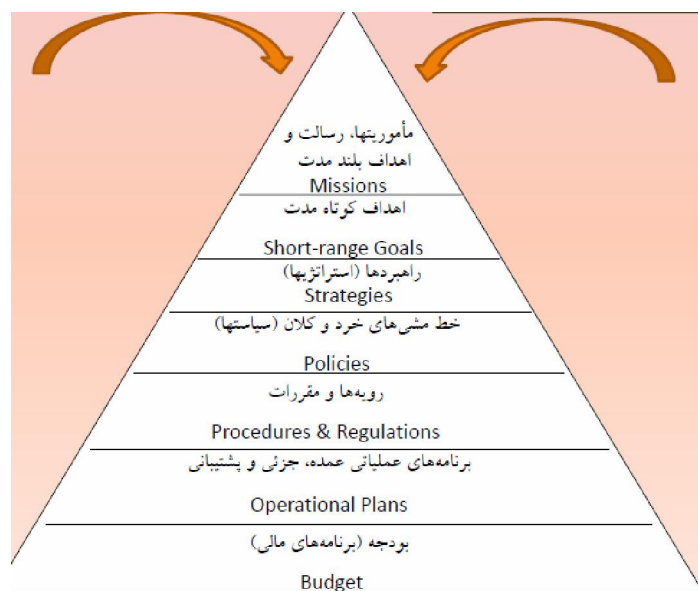 مأموریتها، رسالت و
اهداف بلند مدت
Missions
اهداف کوتاه مدت
Short-range Goals
راهبردها (استراتژیها)
Strategies
خط مشی‌های خرد و کلان (سیاستها)
Policies
رویه‌ها و مقررات
Procedures & Regulations
برنامه‌های عملیاتی عمده، جزئی و پشتیبانی
Operational Plans
بودجه (برنامه‌های مالی)
Budget